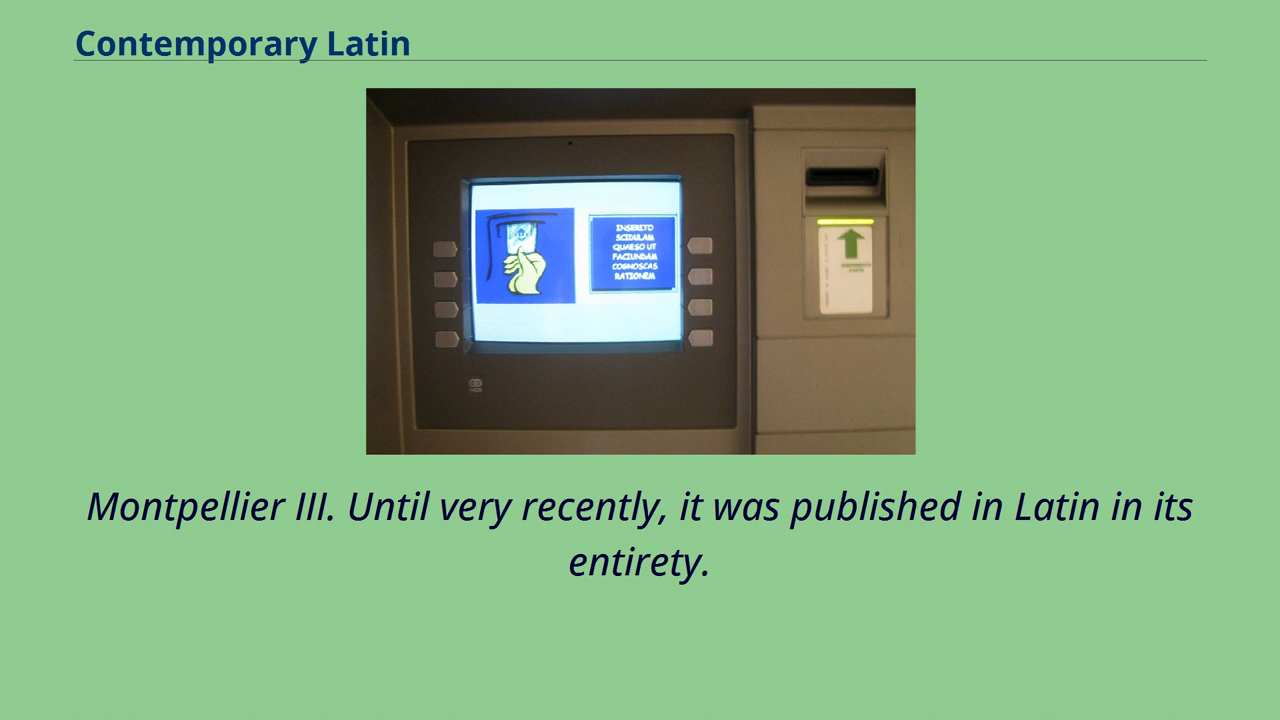 Contemporary Latin
INSERITO
SCIDULAM
QUAESO UT
FACIUNDAM
COGNOSCAS
RATIONEM
Montpellier III. Until very recently, it was published in Latin in its
entirety.